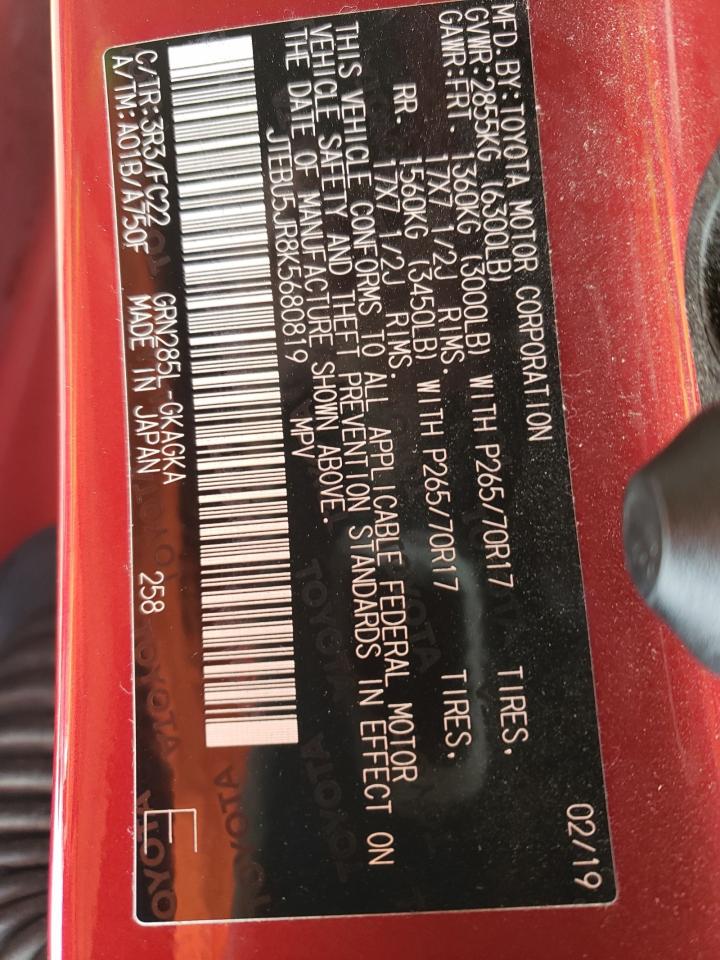 MFD. BY: TOYOTA MOTOR CORPORATION 02/19
GVWR: 2855KG (6300LB)
GAWR: FRT. 1360KG (3000LB) WITH P265/70R17 TIRES,
17X7 1/2J RIMS.
RR. 1560KG (3450LB) WITH P265/70R17 TIRES,
17X7 1/2J RIMS.
THIS VEHICLE CONFORMS TO ALL APPLICABLE FEDERAL MOTOR
VEHICLE SAFETY AND THEFT PREVENTION STANDARDS IN EFFECT ON
THE DATE OF MANUFACTURE SHOWN ABOVE.
JTEBU5JR8K5680819 MPV
C/TR: 3R3/FC22 GRN285L-GKAGKA 258
A/TM: A01B/A750F MADE IN JAPAN